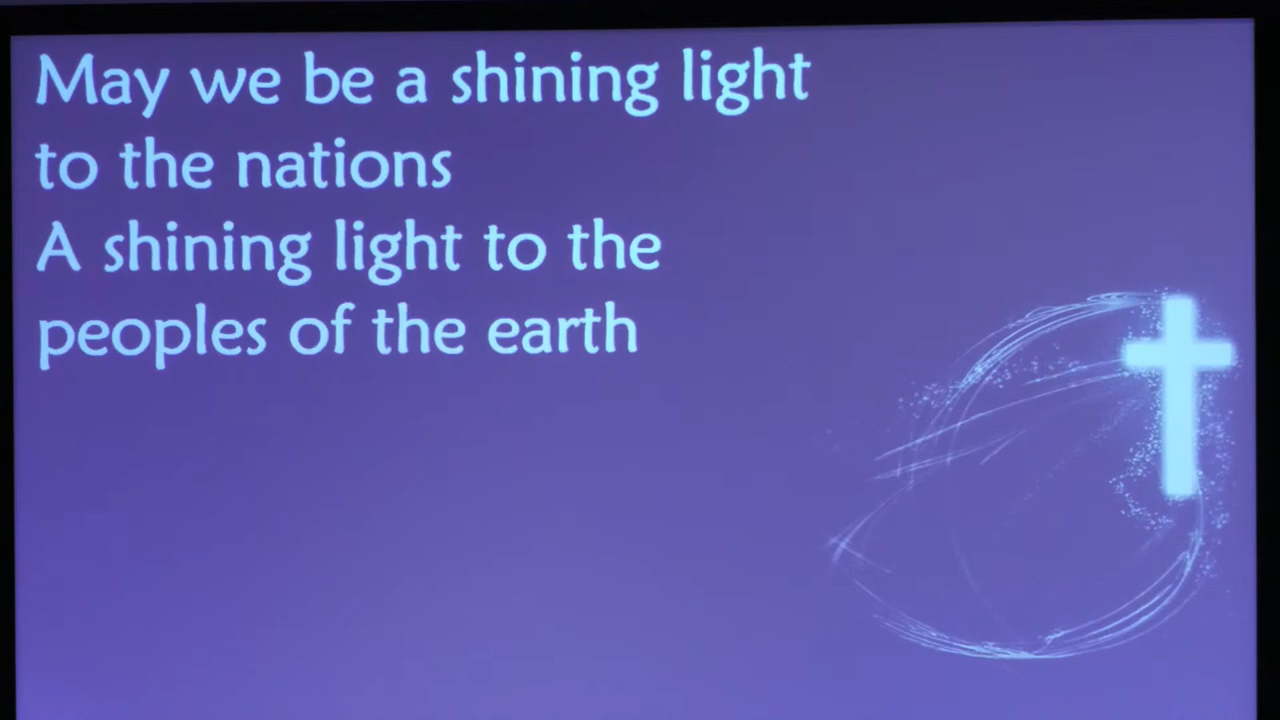 May we be a shining light
to the nations
A shining light to the
peoples of the earth